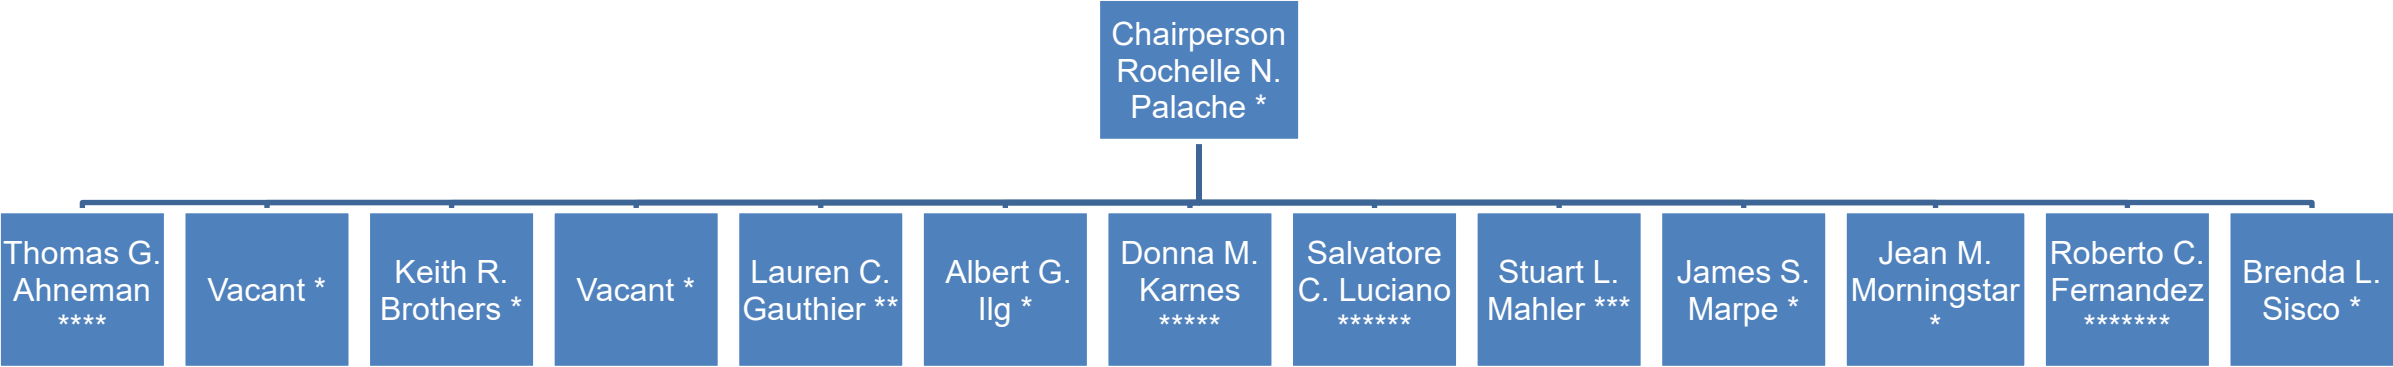 Chairperson
Rochelle N.
Palache *
Thomas G.
Ahneman
****
Vacant *
Keith R.
Brothers *
Vacant *
Lauren C.
Gauthier **
Albert G.
Ilg *
Donna M.
Karnes
*****
Salvatore
C. Luciano
******
Stuart L.
Mahler ***
James S.
Marpe *
Jean M.
Morningstar
*
Roberto C.
Fernandez
*******
Brenda L.
Sisco *